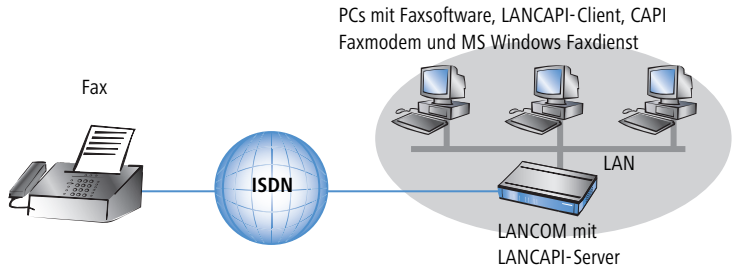 PCs mit Faxsoftware, LANCAPI-Client, CAPI
Faxmodem und MS Windows Faxdienst
Fax
ISDN
LAN
LANCOM mit
LANCAPI-Server